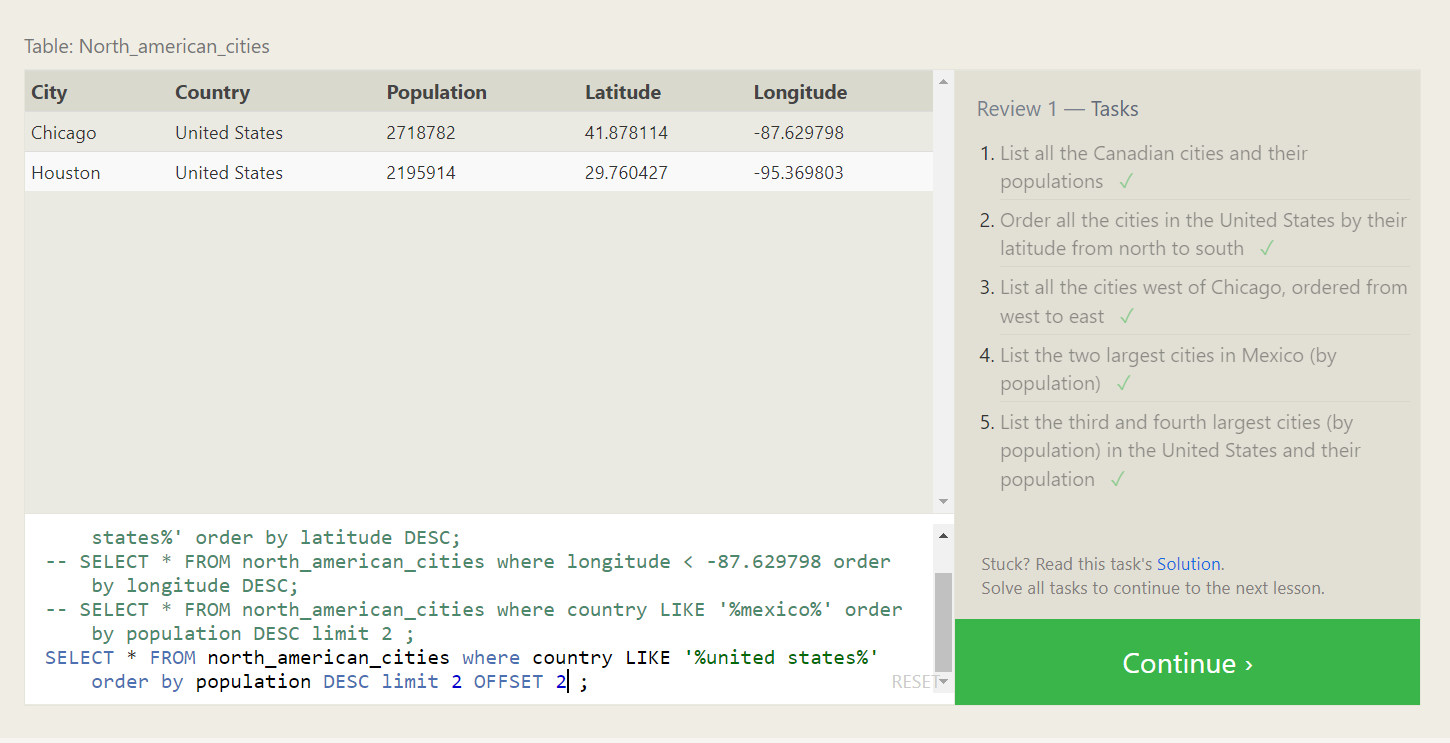 Table: North_american_cities
City Country Population Latitude Longitude
Chicago United States 2718782 41.878114 -87.629798
Houston United States 2195914 29.760427 -95.369803
states%' order by latitude DESC;
-- SELECT * FROM north_american_cities where longitude < -87.629798 order
by longitude DESC;
-- SELECT * FROM north_american_cities where country LIKE '%mexico%' order
by population DESC limit 2 ;
SELECT * FROM north_american_cities where country LIKE '%united states%'
order by population DESC limit 2 OFFSET 2 ;
RESET
Review 1 — Tasks
1. List all the Canadian cities and their
populations ✓
2. Order all the cities in the United States by their
latitude from north to south ✓
3. List all the cities west of Chicago, ordered from
west to east ✓
4. List the two largest cities in Mexico (by
population) ✓
5. List the third and fourth largest cities (by
population) in the United States and their
population ✓
Stuck? Read this task's Solution.
Solve all tasks to continue to the next lesson.
Continue ›